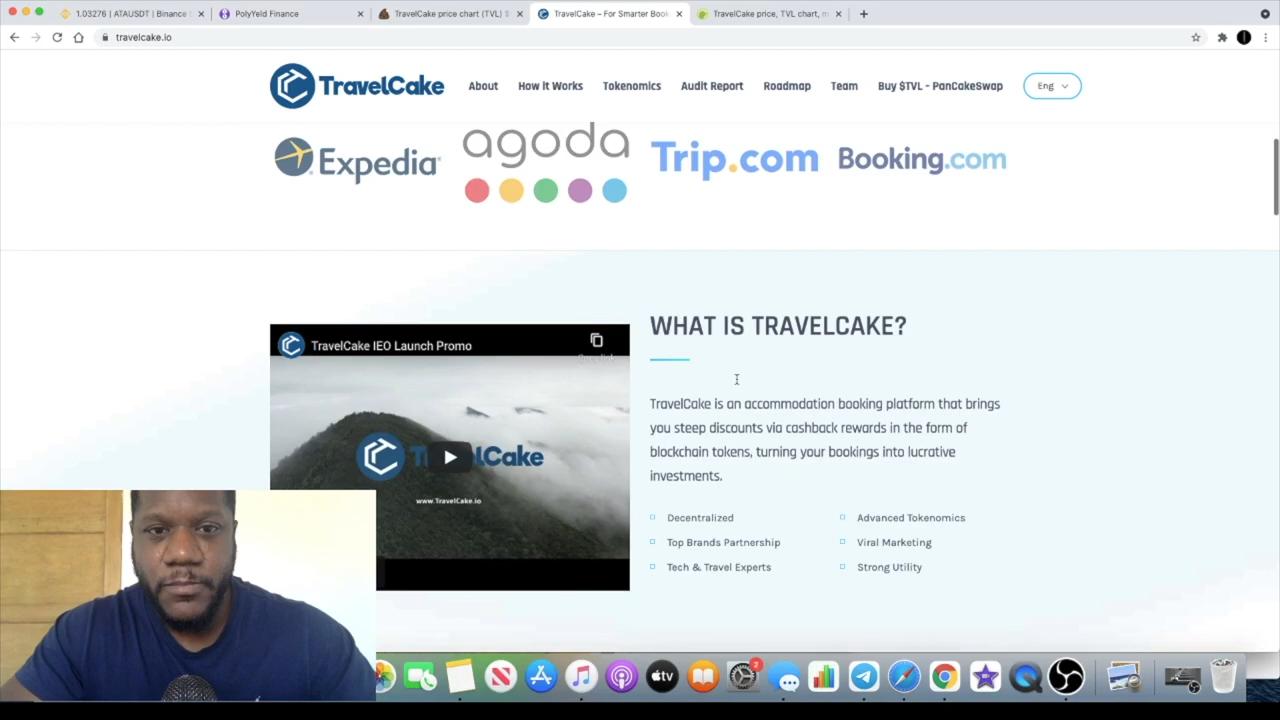 1.03276 | ATAUSDT | Binance
PolyYeld Finance
TravelCake price chart (TVL)
TravelCake – For Smarter Book
TravelCake price, TVL chart, m
travelcake.io
TravelCake
About
How it Works
Tokenomics
Audit Report
Roadmap
Team
Buy $TVL - PanCakeSwap
Eng
Expedia
agoda
Trip.com
Booking.com
TravelCake IEO Launch Promo
TravelCake
www.TravelCake.io
WHAT IS TRAVELCAKE?
TravelCake is an accommodation booking platform that brings
you steep discounts via cashback rewards in the form of
blockchain tokens, turning your bookings into lucrative
investments.
Decentralized
Advanced Tokenomics
Top Brands Partnership
Viral Marketing
Tech & Travel Experts
Strong Utility
tv
2